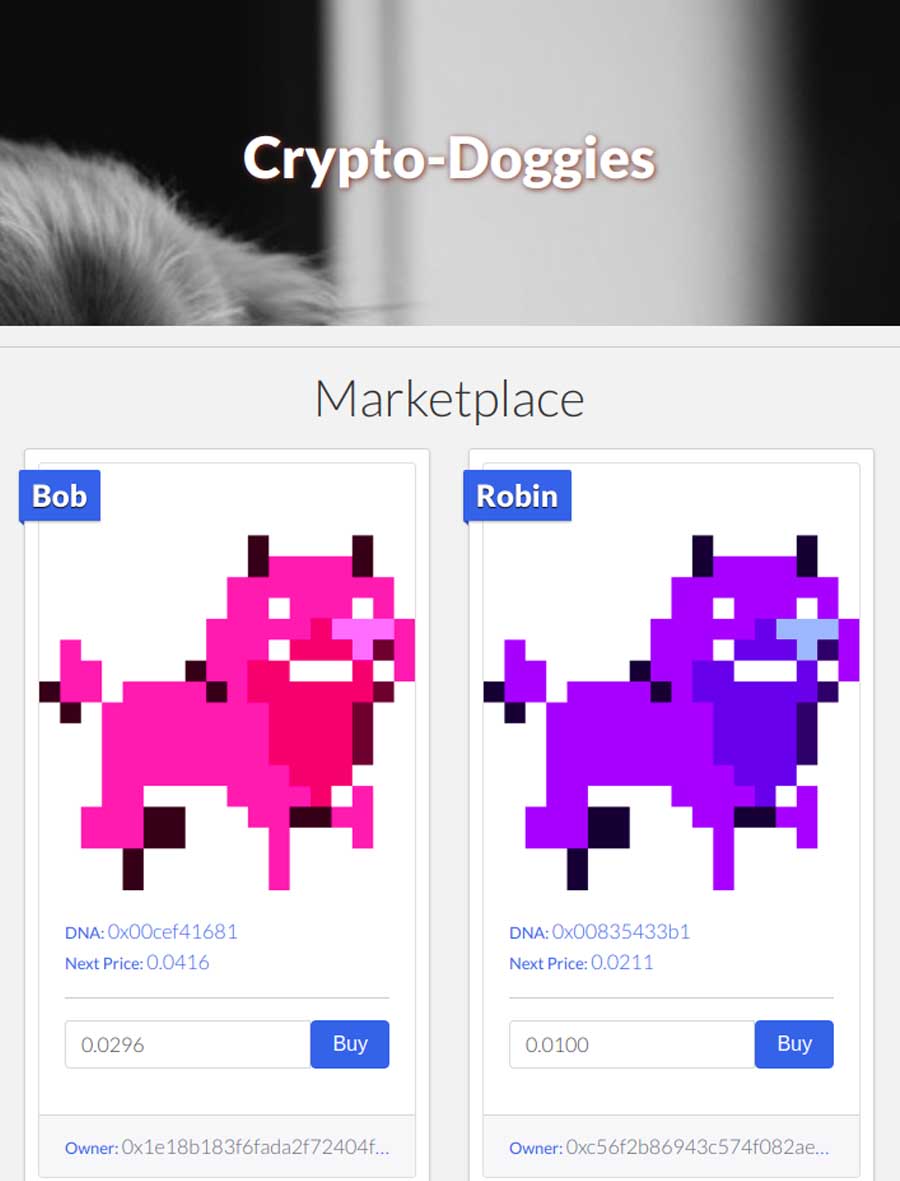 Crypto-Doggies
Marketplace
Bob
DNA: 0x00cef41681
Next Price: 0.0416
0.0296 Buy
Owner: 0x1e18b183f6fada2f72404f...
Robin
DNA: 0x00835433b1
Next Price: 0.0211
0.0100 Buy
Owner: 0xc56f2b86943c574f082ae...